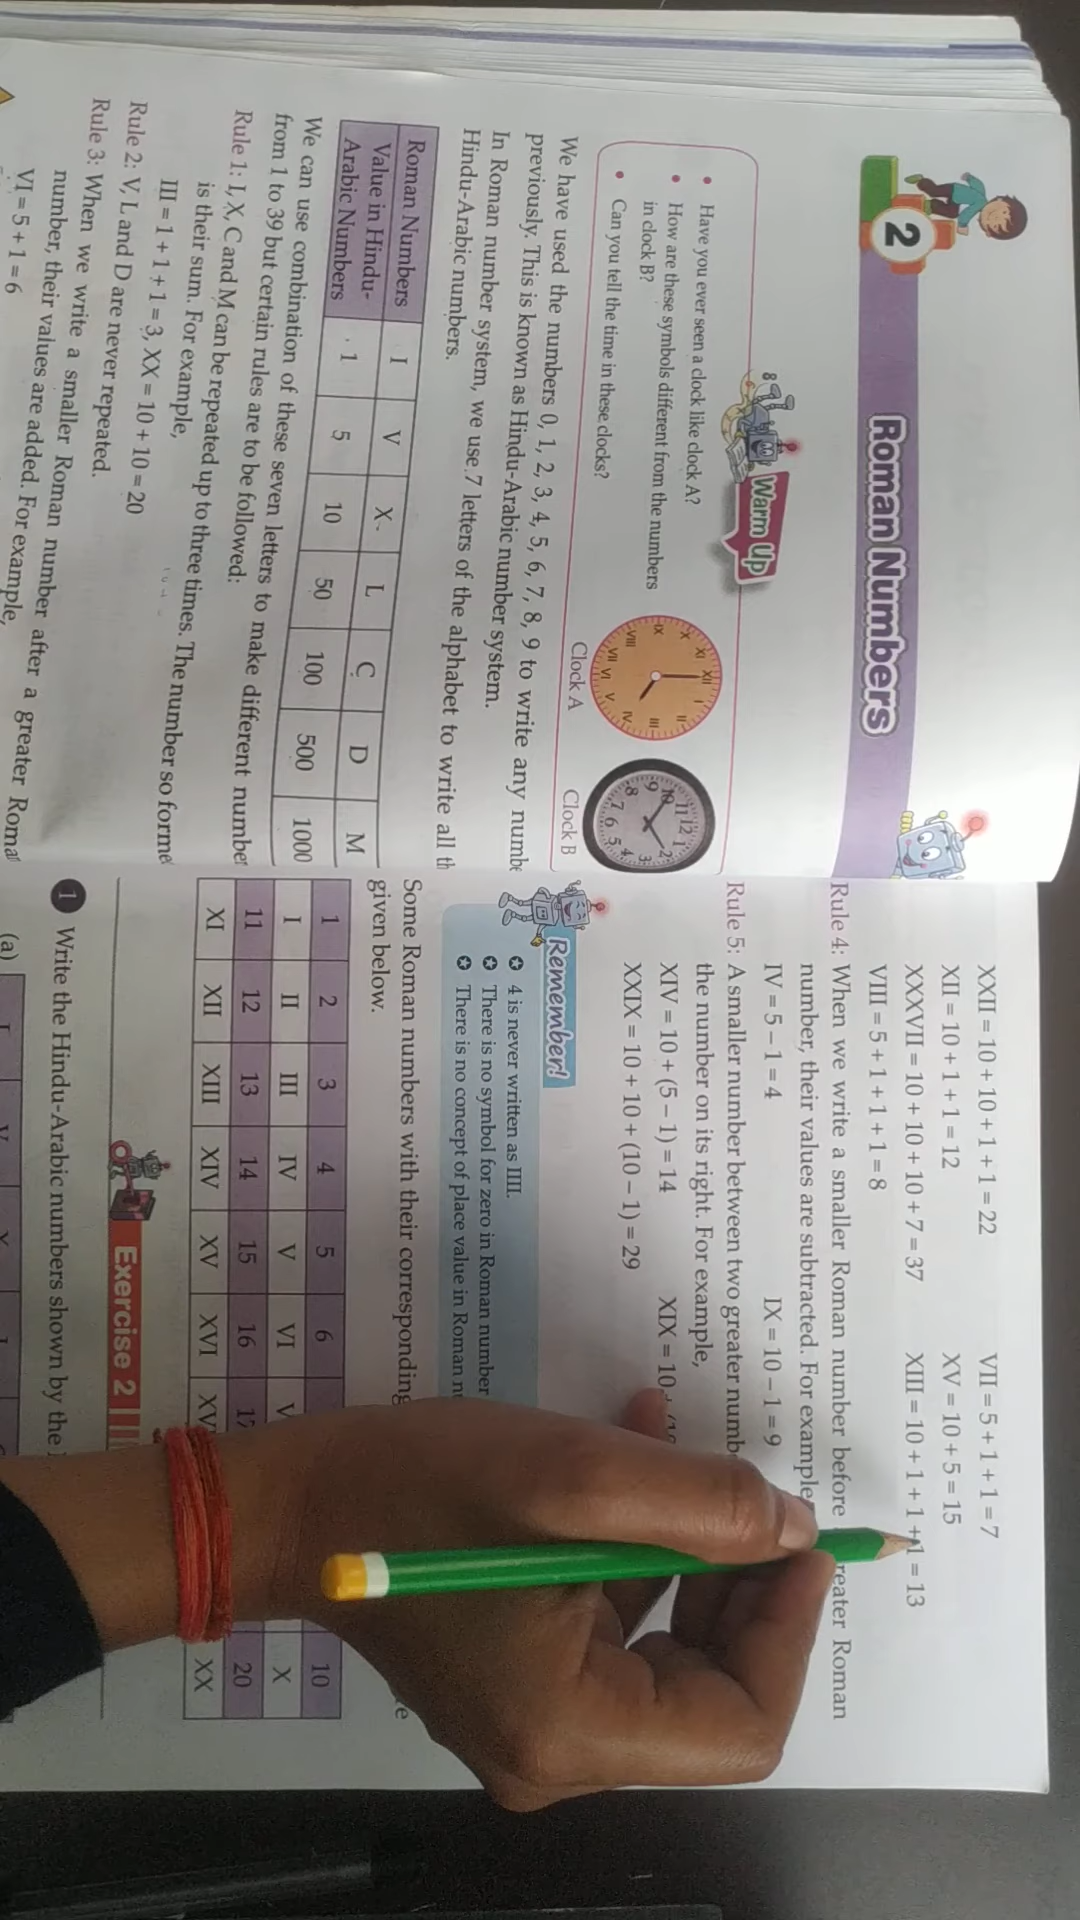 2
Roman Numbers
Warm Up
Have you ever seen a clock like clock A?
How are these symbols different from the numbers
in clock B?
Can you tell the time in these clocks?
Clock A Clock B
We have used the numbers 0, 1, 2, 3, 4, 5, 6, 7, 8, 9 to write any numbe
previously. This is known as Hindu-Arabic number system.
In Roman number system, we use 7 letters of the alphabet to write all th
Hindu-Arabic numbers.
Roman Numbers I V X L C D M
Value in Hindu-
Arabic Numbers 1 5 10 50 100 500 1000
We can use combination of these seven letters to make different number
from 1 to 39 but certain rules are to be followed:
Rule 1: I, X, C and M can be repeated up to three times. The number so forme
is their sum. For example,
III = 1 + 1 + 1 = 3, XX = 10 + 10 = 20
Rule 2: V, L and D are never repeated.
Rule 3: When we write a smaller Roman number after a greater Roma
number, their values are added. For example,
VI = 5 + 1 = 6
XXII = 10 + 10 + 1 + 1 = 22 VII = 5 + 1 + 1 = 7
XII = 10 + 1 + 1 = 12 XV = 10 + 5 = 15
XXXVII = 10 + 10 + 10 + 7 = 37 XIII = 10 + 1 + 1 + 1 = 13
VIII = 5 + 1 + 1 + 1 = 8
Rule 4: When we write a smaller Roman number before reater Roman
number, their values are subtracted. For example
IV = 5 – 1 = 4 IX = 10 – 1 = 9
Rule 5: A smaller number between two greater numb
the number on its right. For example,
XIV = 10 + (5 – 1) = 14 XIX = 10 +
XXIX = 10 + 10 + (10 – 1) = 29
Remember!
4 is never written as IIII.
There is no symbol for zero in Roman number
There is no concept of place value in Roman nu
Some Roman numbers with their corresponding
given below.
1 2 3 4 5 6 10
I II III IV V VI V X
11 12 13 14 15 16 17 20
XI XII XIII XIV XV XVI XV XX
Exercise 2
1 Write the Hindu-Arabic numbers shown by the
(a)